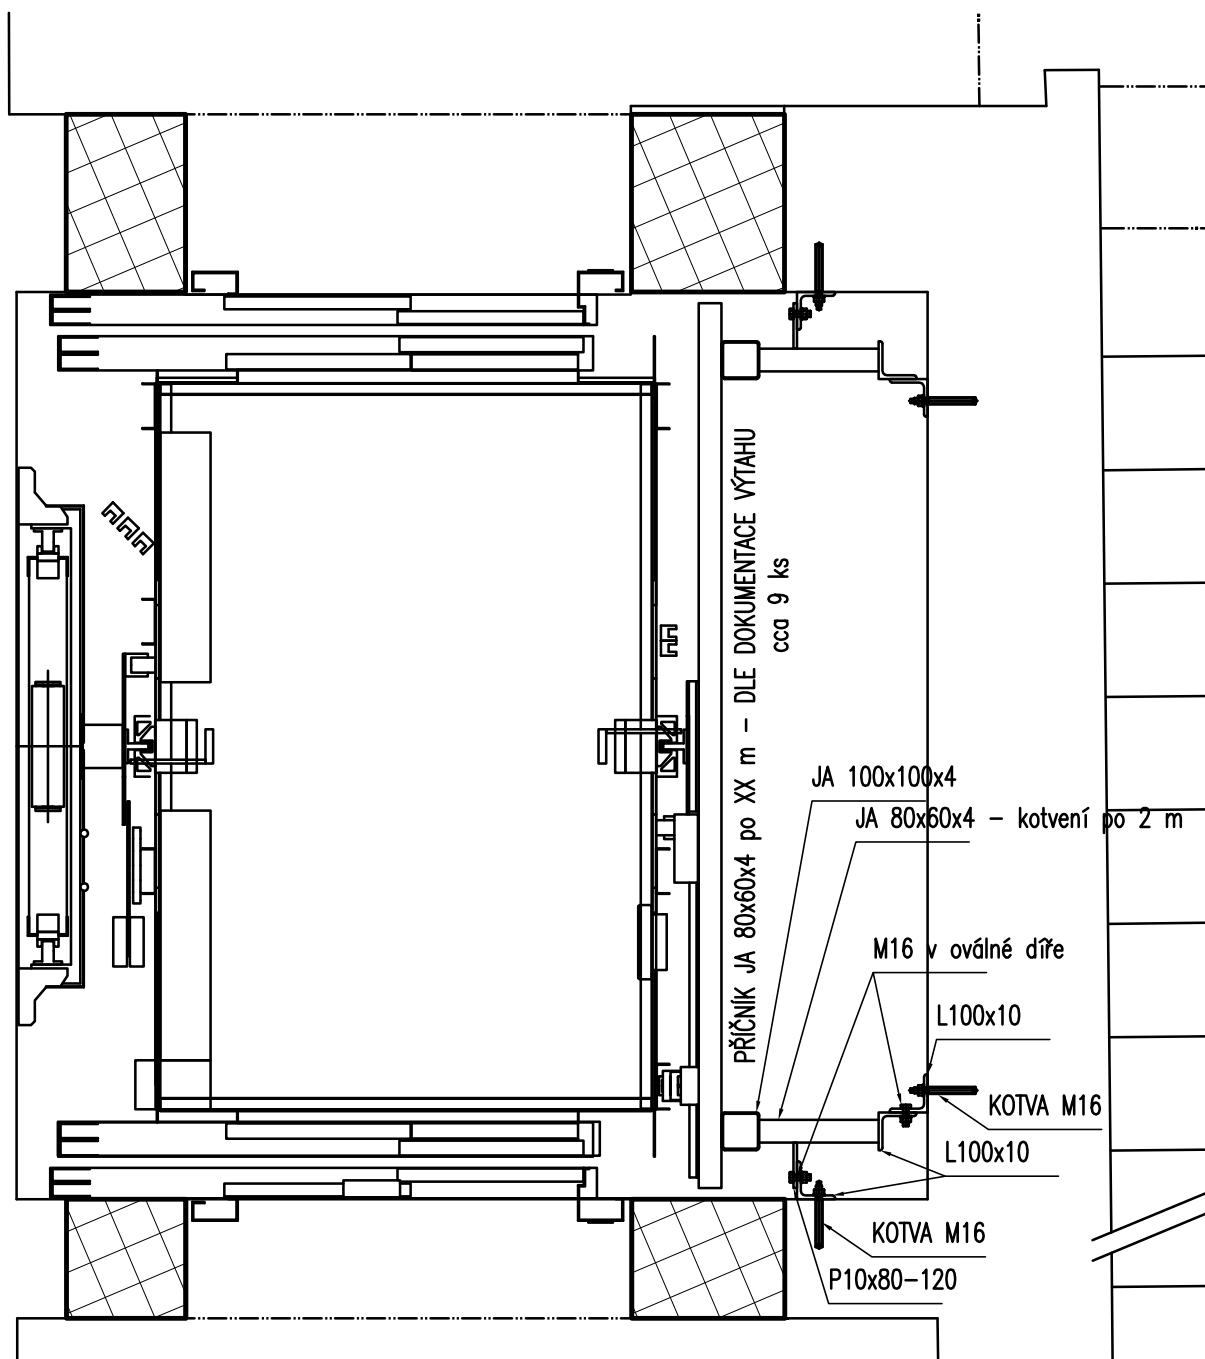 PŘÍČNÍK JA 80x60x4 po XX m - DLE DOKUMENTACE VÝTAHU
cca 9 ks
JA 100x100x4
JA 80x60x4 - kotvení po 2 m
M16 v oválné díře
L100x10
KOTVA M16
L100x10
KOTVA M16
P10x80-120